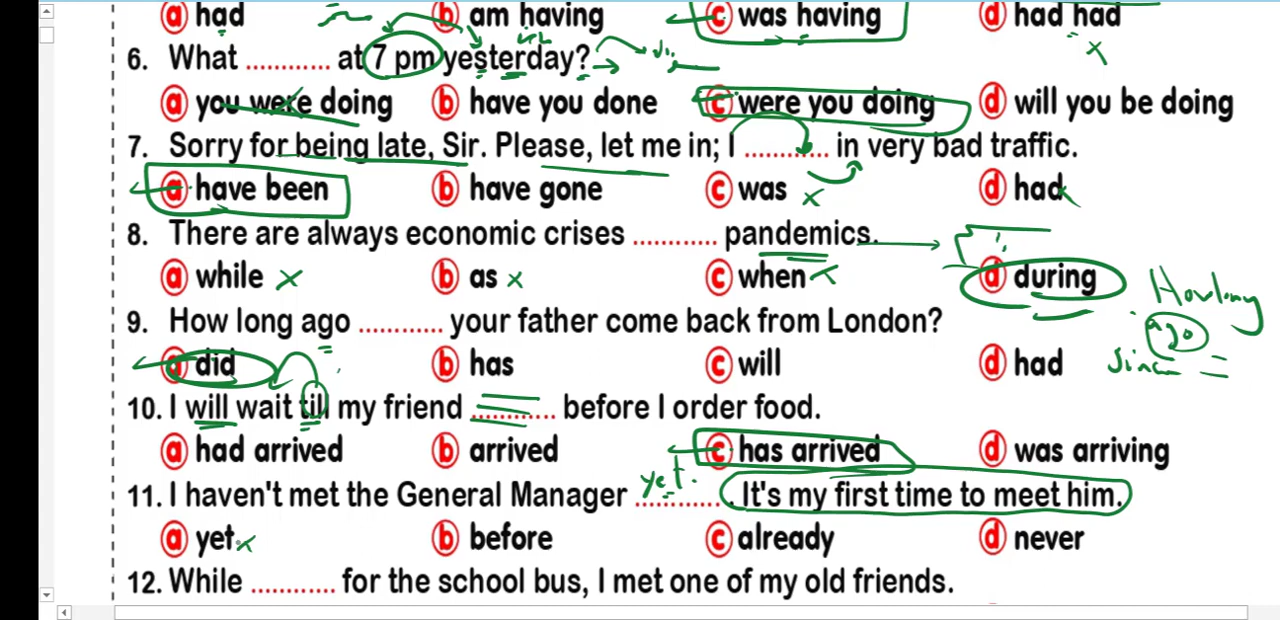 a had b am having c was having d had had
x
6. What ............ at 7 pm yesterday?
a you were doing b have you done c were you doing d will you be doing
7. Sorry for being late, Sir. Please, let me in; I ............ in very bad traffic.
a have been b have gone c was x d had x
8. There are always economic crises ............ pandemics.
a while x b as x c when x d during
9. How long ago ............ your father come back from London?
ago
a did b has c will d had
since
10. I will wait till my friend ............ before I order food.
a had arrived b arrived c has arrived d was arriving
yet.
11. I haven't met the General Manager ............ . It's my first time to meet him.
a yet x b before c already d never
12. While ............ for the school bus, I met one of my old friends.